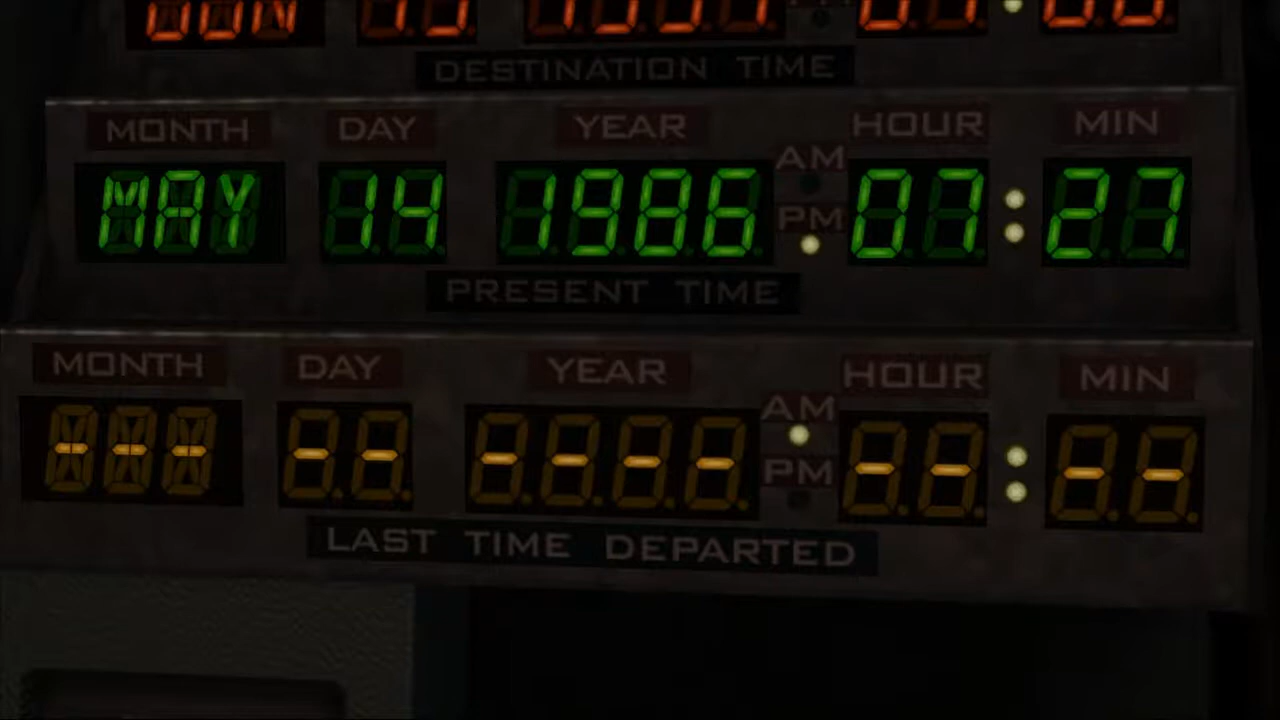 JUN
DESTINATION TIME
MONTH DAY YEAR HOUR MIN
AM
MAY 14 1986 PM 07:27
PRESENT TIME
MONTH DAY YEAR HOUR MIN
AM
--- -- ---- PM --:--
LAST TIME DEPARTED